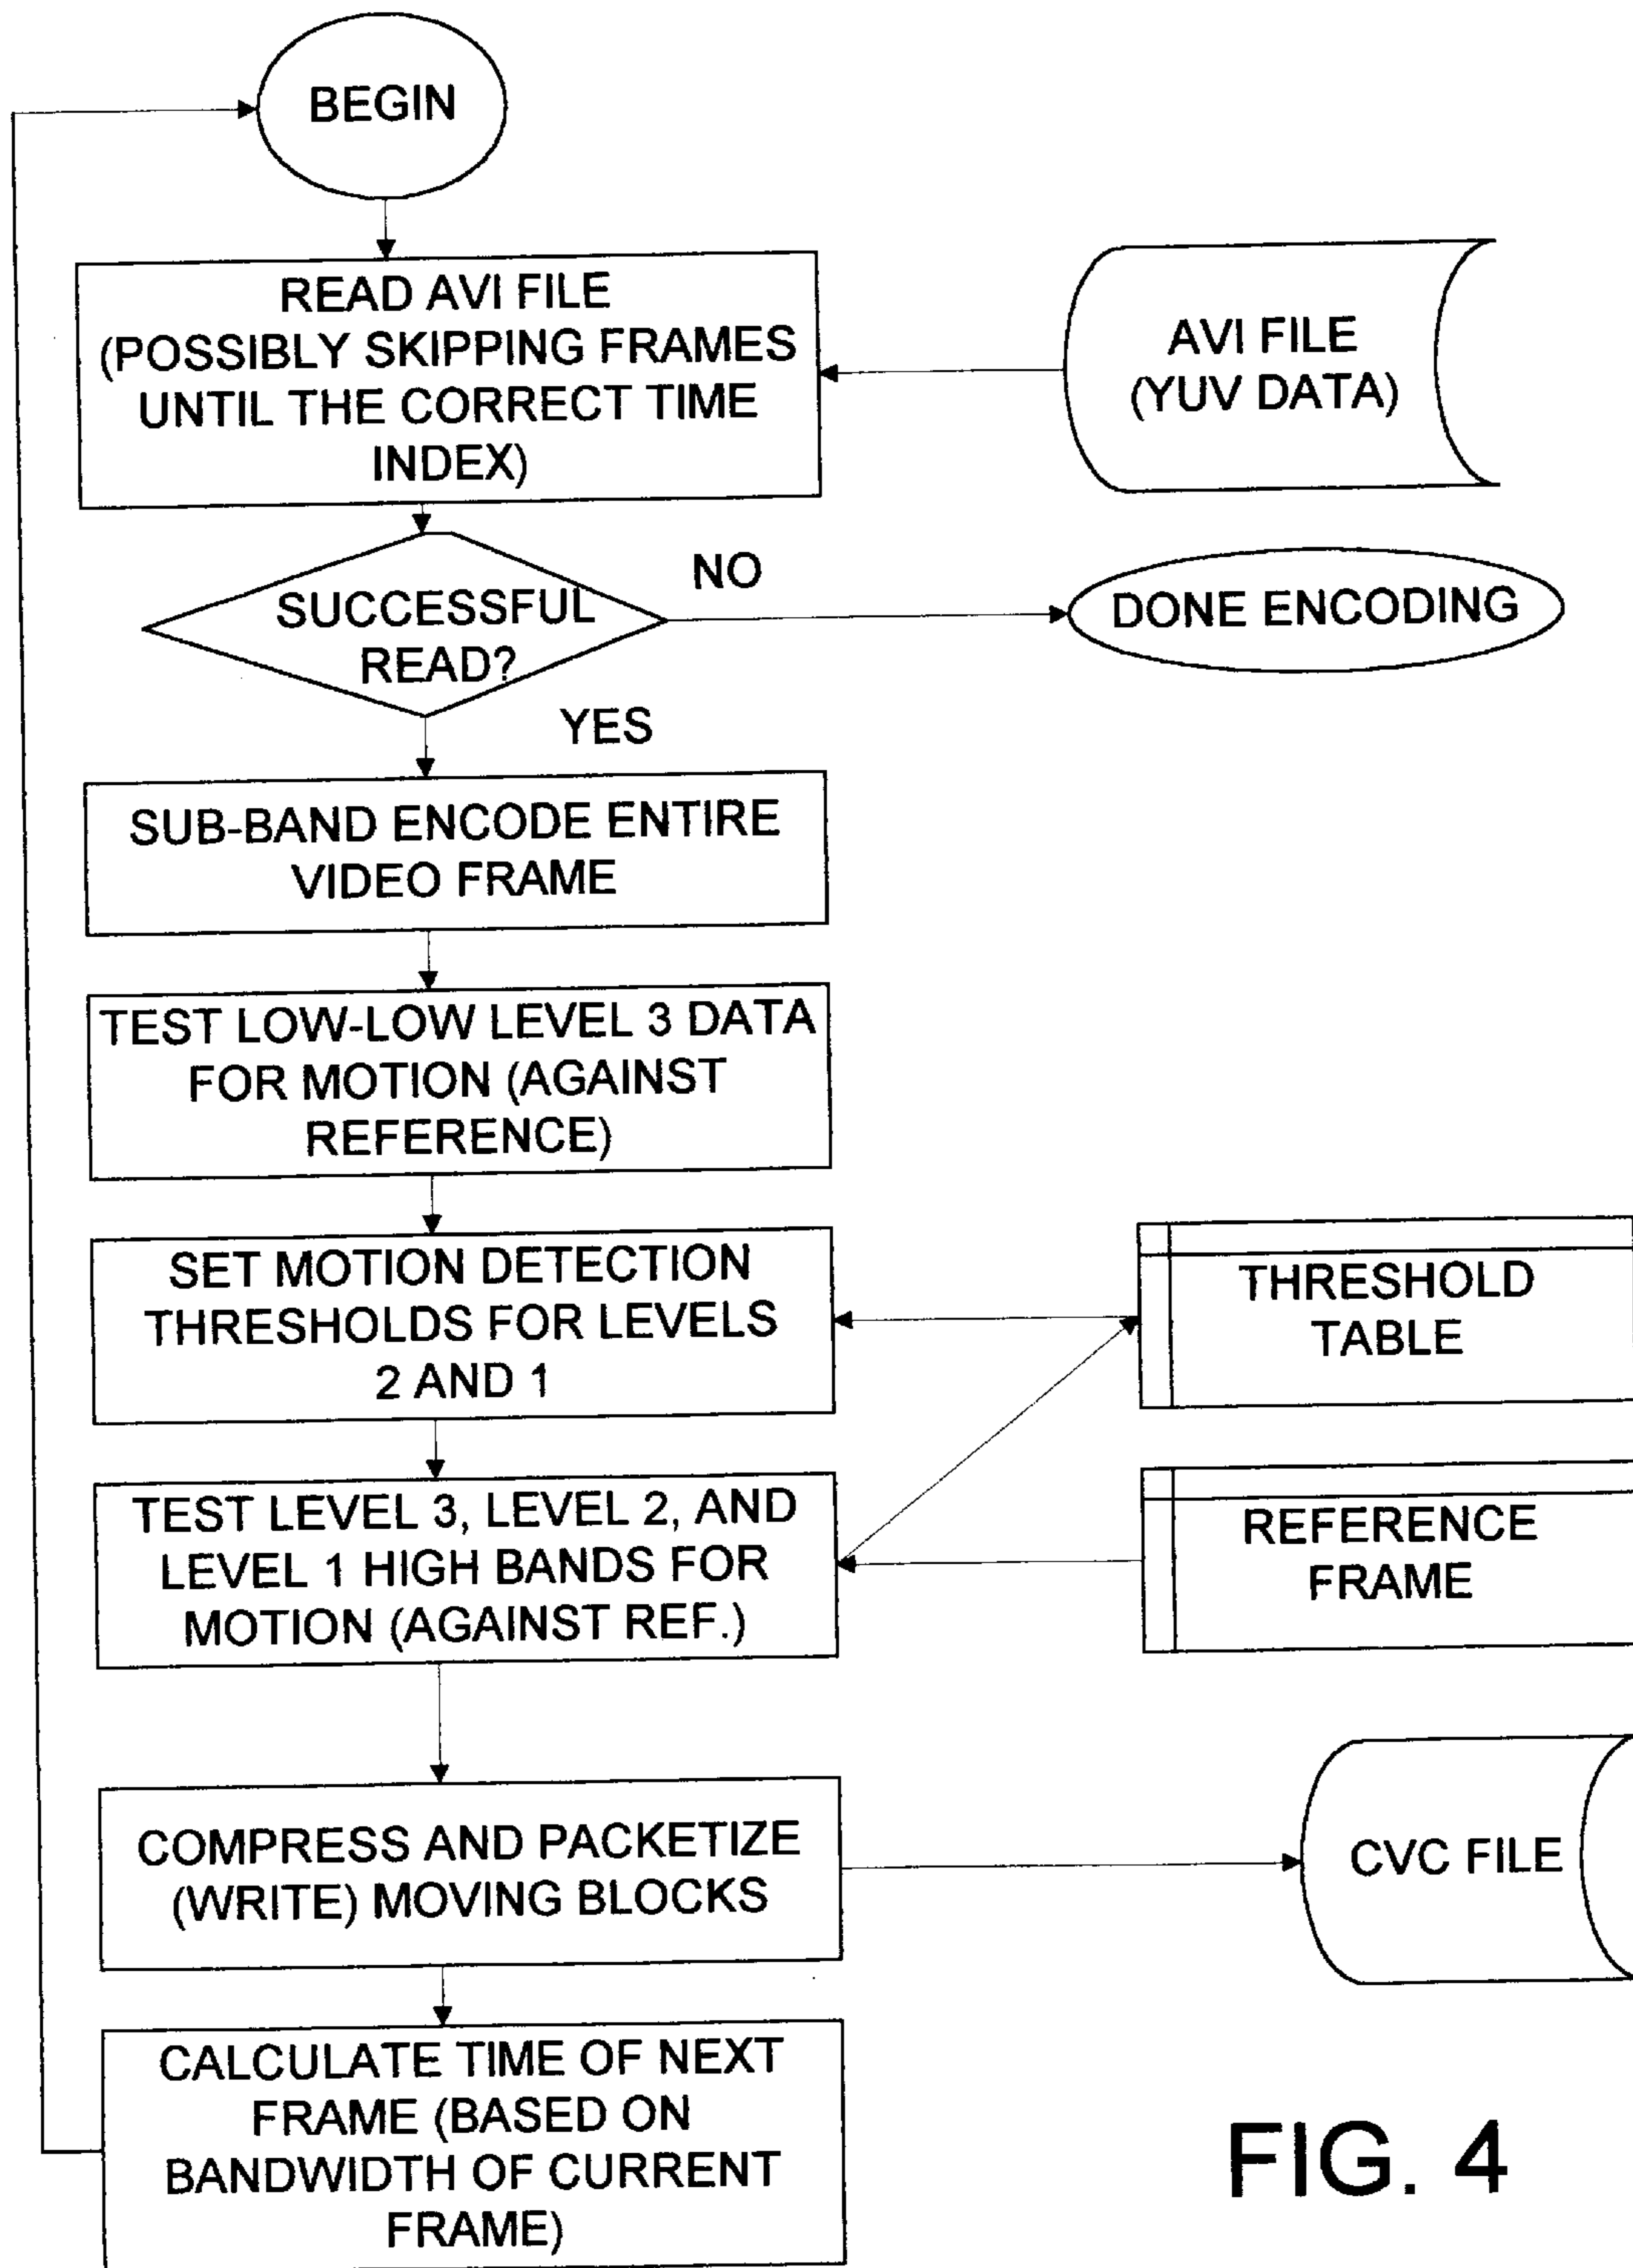 BEGIN
READ AVI FILE
(POSSIBLY SKIPPING FRAMES
UNTIL THE CORRECT TIME
INDEX)
AVI FILE
(YUV DATA)
SUCCESSFUL
READ?
NO
DONE ENCODING
YES
SUB-BAND ENCODE ENTIRE
VIDEO FRAME
TEST LOW-LOW LEVEL 3 DATA
FOR MOTION (AGAINST
REFERENCE)
SET MOTION DETECTION
THRESHOLDS FOR LEVELS
2 AND 1
THRESHOLD
TABLE
TEST LEVEL 3, LEVEL 2, AND
LEVEL 1 HIGH BANDS FOR
MOTION (AGAINST REF.)
REFERENCE
FRAME
COMPRESS AND PACKETIZE
(WRITE) MOVING BLOCKS
CVC FILE
CALCULATE TIME OF NEXT
FRAME (BASED ON
BANDWIDTH OF CURRENT
FRAME)
FIG. 4